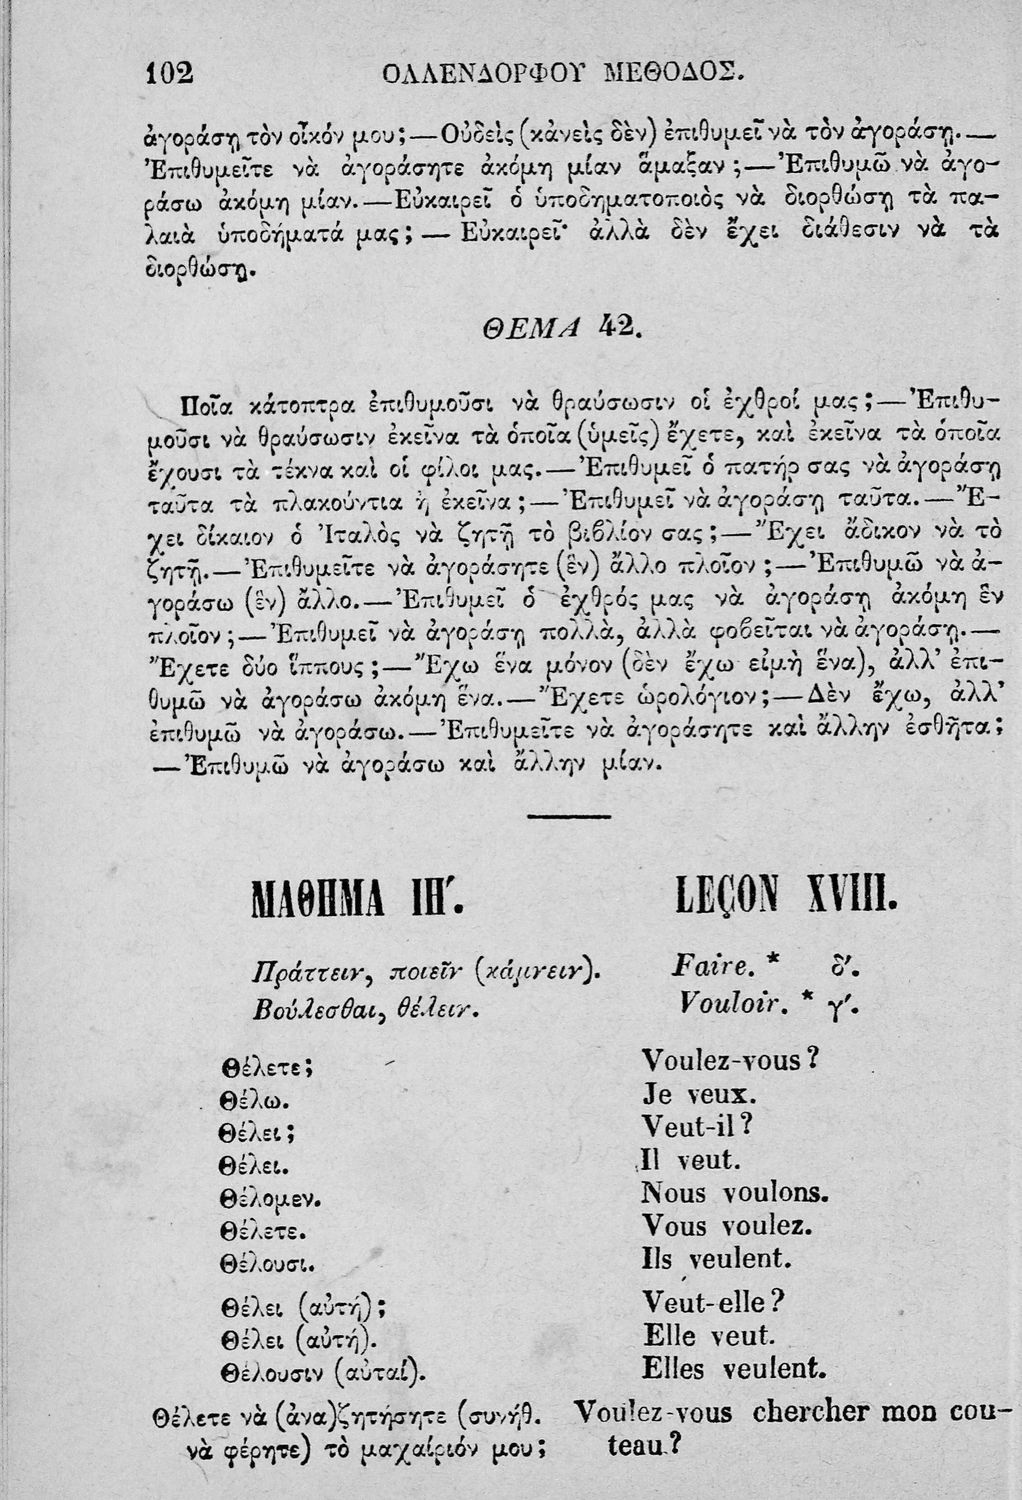 102 ΟΛΛΕΝΔΟΡΦΟΥ ΜΕΘΟΔΟΣ.
ἀγοράσῃ τὸν οἶκόν μου;—Οὐδεὶς (κἀνεὶς δὲν) ἐπιθυμεῖ νὰ τὸν ἀγοράσῃ.—
Ἐπιθυμεῖτε νὰ ἀγοράσητε ἀκόμη μίαν ἅμαξαν;—Ἐπιθυμῶ νὰ ἀγο-
ράσω ἀκόμη μίαν.—Εὐκαιρεῖ ὁ ὑποδηματοποιὸς νὰ διορθώσῃ τὰ πα-
λαιὰ ὑποδήματά μας;—Εὐκαιρεῖ· ἀλλὰ δὲν ἔχει διάθεσιν νὰ τὰ
διορθώσῃ.
ΘΕΜΑ 42.
Ποῖα κάτοπτρα ἐπιθυμοῦσι νὰ θραύσωσιν οἱ ἐχθροί μας;—Ἐπιθυ-
μοῦσι νὰ θραύσωσιν ἐκεῖνα τὰ ὁποῖα (ὑμεῖς) ἔχετε, καὶ ἐκεῖνα τὰ ὁποῖα
ἔχουσι τὰ τέκνα καὶ οἱ φίλοι μας.—Ἐπιθυμεῖ ὁ πατήρ σας νὰ ἀγοράσῃ
ταῦτα τὰ πλακούντια ἢ ἐκεῖνα;—Ἐπιθυμεῖ νὰ ἀγοράσῃ ταῦτα.—Ἔ-
χει δίκαιον ὁ Ἰταλὸς νὰ ζητῇ τὸ βιβλίον σας;—Ἔχει ἄδικον νὰ τὸ
ζητῇ.—Ἐπιθυμεῖτε νὰ ἀγοράσητε (ἓν) ἄλλο πλοῖον;—Ἐπιθυμῶ νὰ ἀ-
γοράσω (ἓν) ἄλλο.—Ἐπιθυμεῖ ὁ ἐχθρός μας νὰ ἀγοράσῃ ἀκόμη ἓν
πλοῖον;—Ἐπιθυμεῖ νὰ ἀγοράσῃ πολλὰ, ἀλλὰ φοβεῖται νὰ ἀγοράσῃ.—
Ἔχετε δύο ἵππους;—Ἔχω ἕνα μόνον (δὲν ἔχω εἰμὴ ἕνα), ἀλλ' ἐπι-
θυμῶ νὰ ἀγοράσω ἀκόμη ἕνα.—Ἔχετε ὡρολόγιον;—Δὲν ἔχω, ἀλλ'
ἐπιθυμῶ νὰ ἀγοράσω.—Ἐπιθυμεῖτε νὰ ἀγοράσητε καὶ ἄλλην ἐσθῆτα;
—Ἐπιθυμῶ νὰ ἀγοράσω καὶ ἄλλην μίαν.
ΜΑΘΗΜΑ ΙΗ΄. LEÇON XVIII.
Πράττειν, ποιεῖν (κάμνειν). Faire. * δ΄.
Βούλεσθαι, θέλειν. Vouloir. * γ΄.
Θέλετε; Voulez-vous?
Θέλω. Je veux.
Θέλει; Veut-il?
Θέλει. Il veut.
Θέλομεν. Nous voulons.
Θέλετε. Vous voulez.
Θέλουσι. Ils veulent.
Θέλει (αὐτή); Veut-elle?
Θέλει (αὐτή). Elle veut.
Θέλουσιν (αὐταί). Elles veulent.
Θέλετε νὰ (ἀνα)ζητήσητε (συνήθ. Voulez-vous chercher mon cou-
νὰ φέρητε) τὸ μαχαίριόν μου; teau?